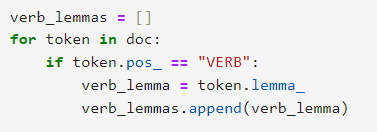 verb_lemmas = []
for token in doc:
    if token.pos_ == "VERB":
        verb_lemma = token.lemma_
        verb_lemmas.append(verb_lemma)